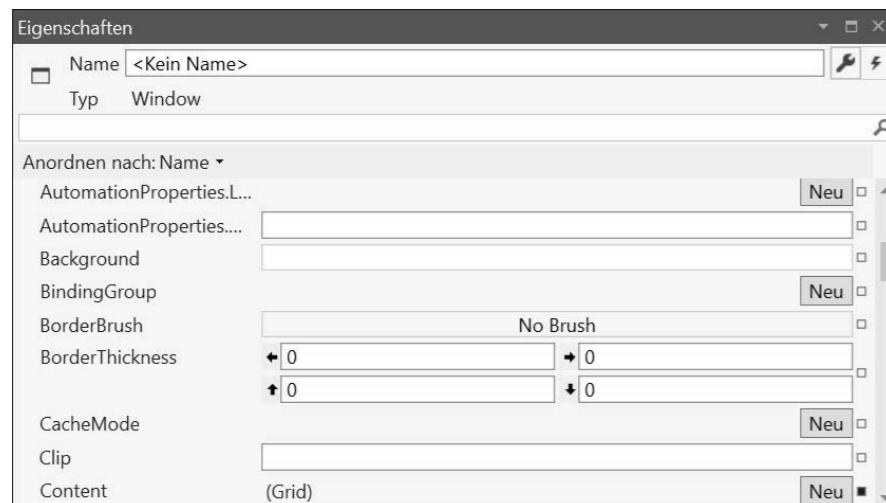 Eigenschaften
Name <Kein Name>
Typ Window
Anordnen nach: Name
AutomationProperties.L... Neu
AutomationProperties....
Background
BindingGroup Neu
BorderBrush No Brush
BorderThickness 0 0
0 0
CacheMode Neu
Clip
Content (Grid) Neu